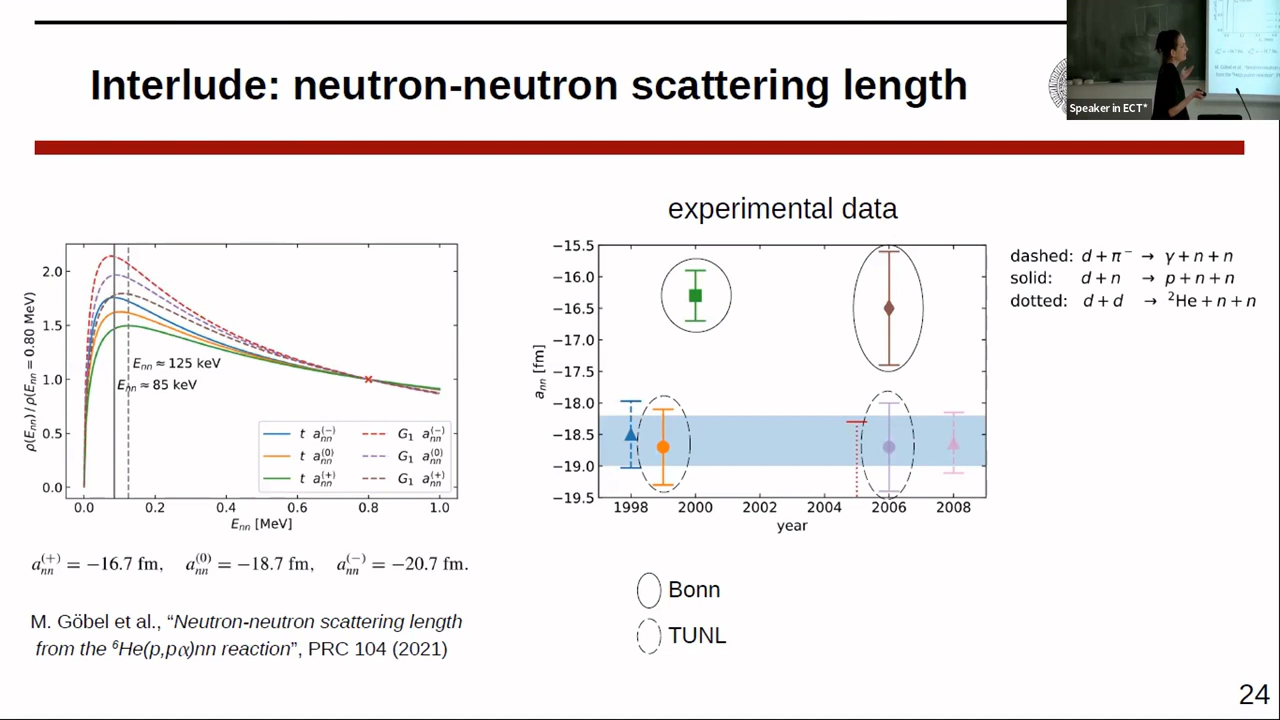 Interlude: neutron-neutron scattering length
Speaker in ECT*
experimental data
ρ(E_nn) / ρ(E_nn = 0.80 MeV)
2.0
1.5
1.0
0.5
0.0
E_nn ≈ 125 keV
E_nn ≈ 85 keV
t a_nn^(−) G_1 a_nn^(−)
t a_nn^(0) G_1 a_nn^(0)
t a_nn^(+) G_1 a_nn^(+)
0.0 0.2 0.4 0.6 0.8 1.0
E_nn [MeV]
a_nn [fm]
−15.5
−16.0
−16.5
−17.0
−17.5
−18.0
−18.5
−19.0
−19.5
1998 2000 2002 2004 2006 2008
year
dashed: d + π⁻ → γ + n + n
solid: d + n → p + n + n
dotted: d + d → ²He + n + n
a_nn^(+) = −16.7 fm, a_nn^(0) = −18.7 fm, a_nn^(−) = −20.7 fm.
M. Göbel et al., “Neutron-neutron scattering length
from the ⁶He(p,pα)nn reaction”, PRC 104 (2021)
Bonn
TUNL
24